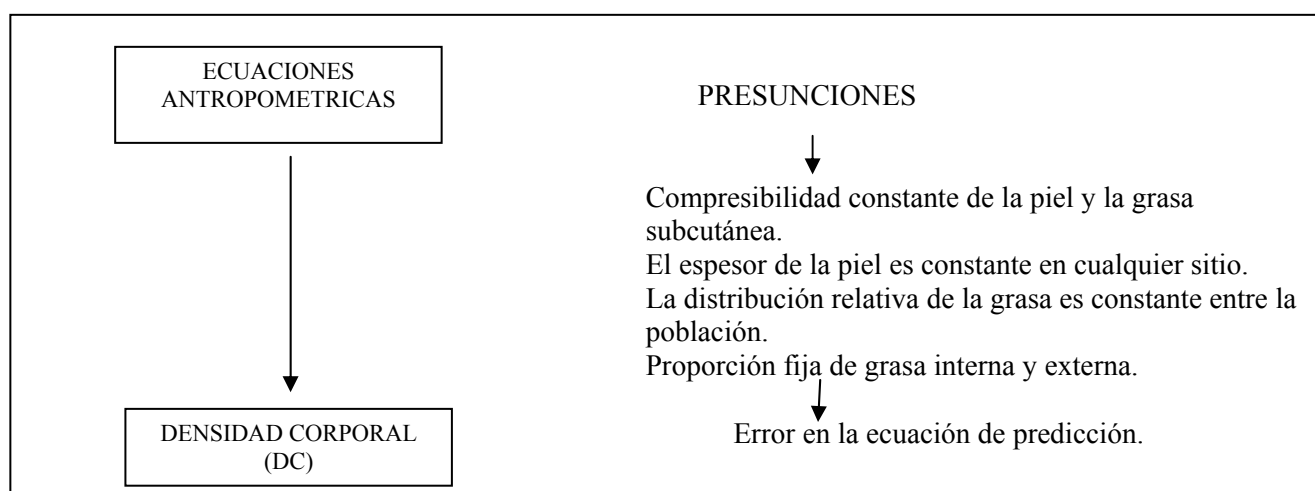 ECUACIONES
ANTROPOMETRICAS
PRESUNCIONES
Compresibilidad constante de la piel y la grasa
subcutánea.
El espesor de la piel es constante en cualquier sitio.
La distribución relativa de la grasa es constante entre la
población.
Proporción fija de grasa interna y externa.
DENSIDAD CORPORAL
(DC)
Error en la ecuación de predicción.